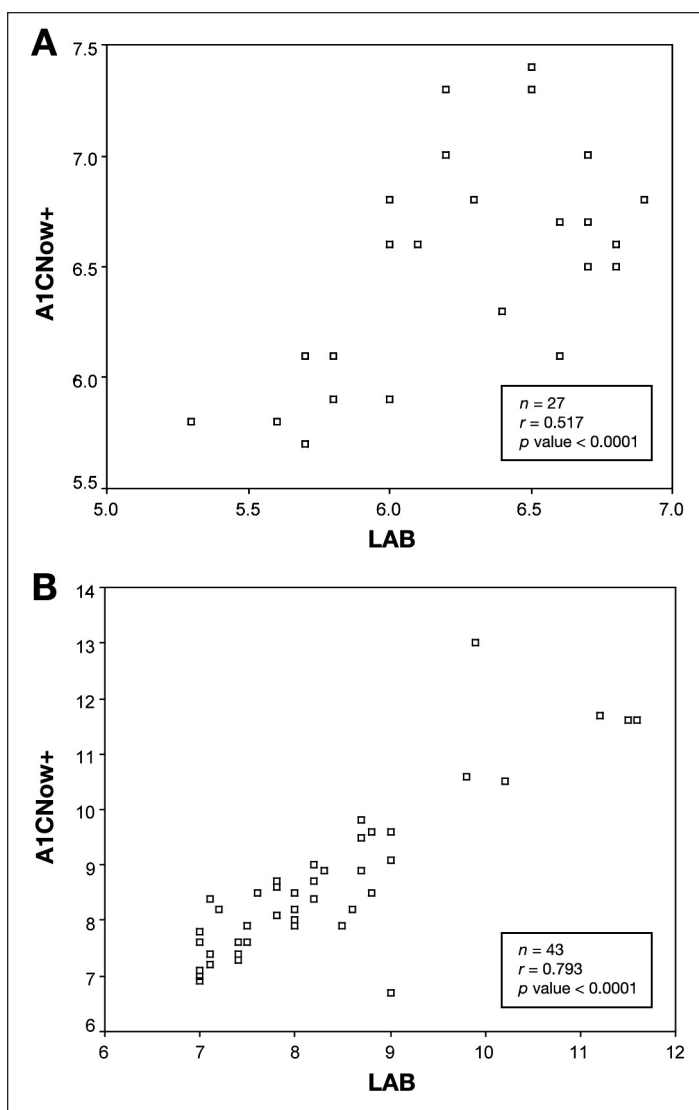 A
7.5
7.0
6.5
6.0
5.5
A1CNow+
n = 27
r = 0.517
p value < 0.0001
5.0 5.5 6.0 6.5 7.0
LAB
B
14
13
12
11
10
9
8
7
6
A1CNow+
n = 43
r = 0.793
p value < 0.0001
6 7 8 9 10 11 12
LAB